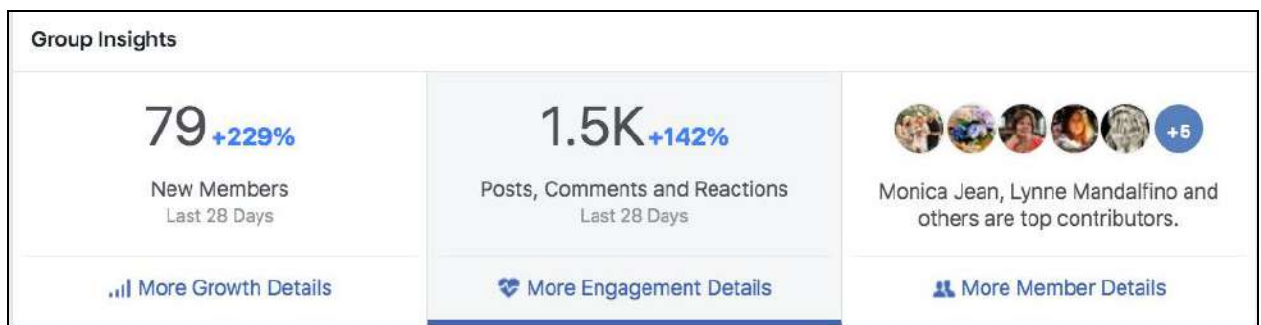 Group Insights
79 +229%
New Members
Last 28 Days
More Growth Details
1.5K +142%
Posts, Comments and Reactions
Last 28 Days
More Engagement Details
+5
Monica Jean, Lynne Mandalfino and
others are top contributors.
More Member Details